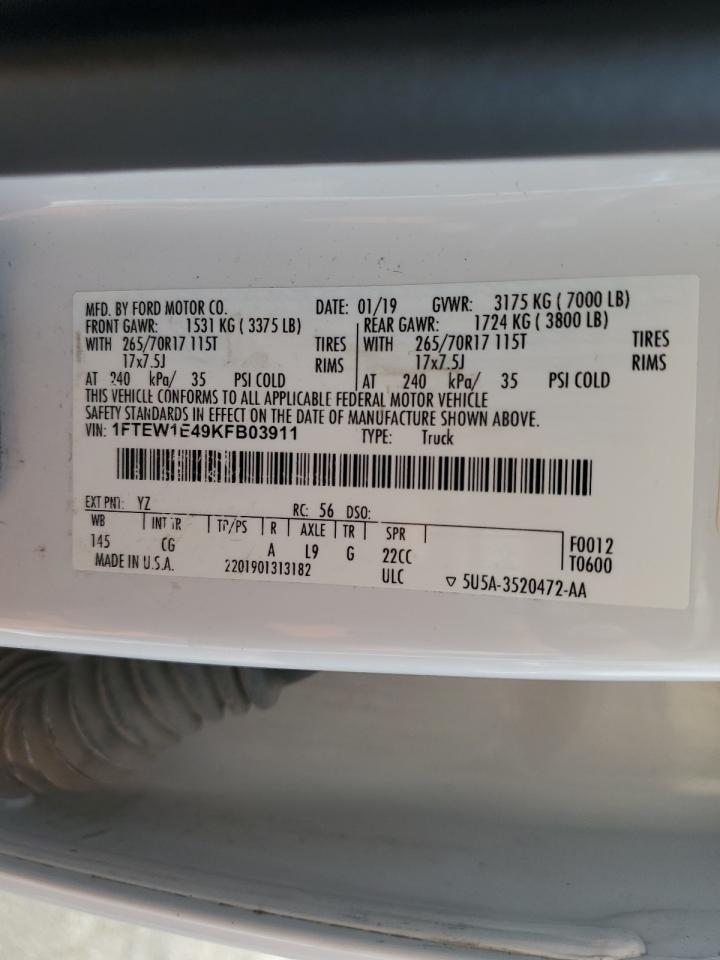 MFD. BY FORD MOTOR CO. DATE: 01/19 GVWR: 3175 KG ( 7000 LB)
FRONT GAWR: 1531 KG ( 3375 LB) REAR GAWR: 1724 KG ( 3800 LB)
WITH 265/70R17 115T TIRES WITH 265/70R17 115T TIRES
17x7.5J RIMS 17x7.5J RIMS
AT 240 kPa/ 35 PSI COLD AT 240 kPa/ 35 PSI COLD
THIS VEHICLE CONFORMS TO ALL APPLICABLE FEDERAL MOTOR VEHICLE
SAFETY STANDARDS IN EFFECT ON THE DATE OF MANUFACTURE SHOWN ABOVE.
VIN: 1FTEW1E49KFB03911 TYPE: Truck
EXT PNT: YZ RC: 56 DSO:
WB INT TR TP/PS R AXLE TR SPR
145 CG A L9 G 22CC F0012
MADE IN U.S.A. 2201901313182 ULC T0600
▽ 5U5A-3520472-AA